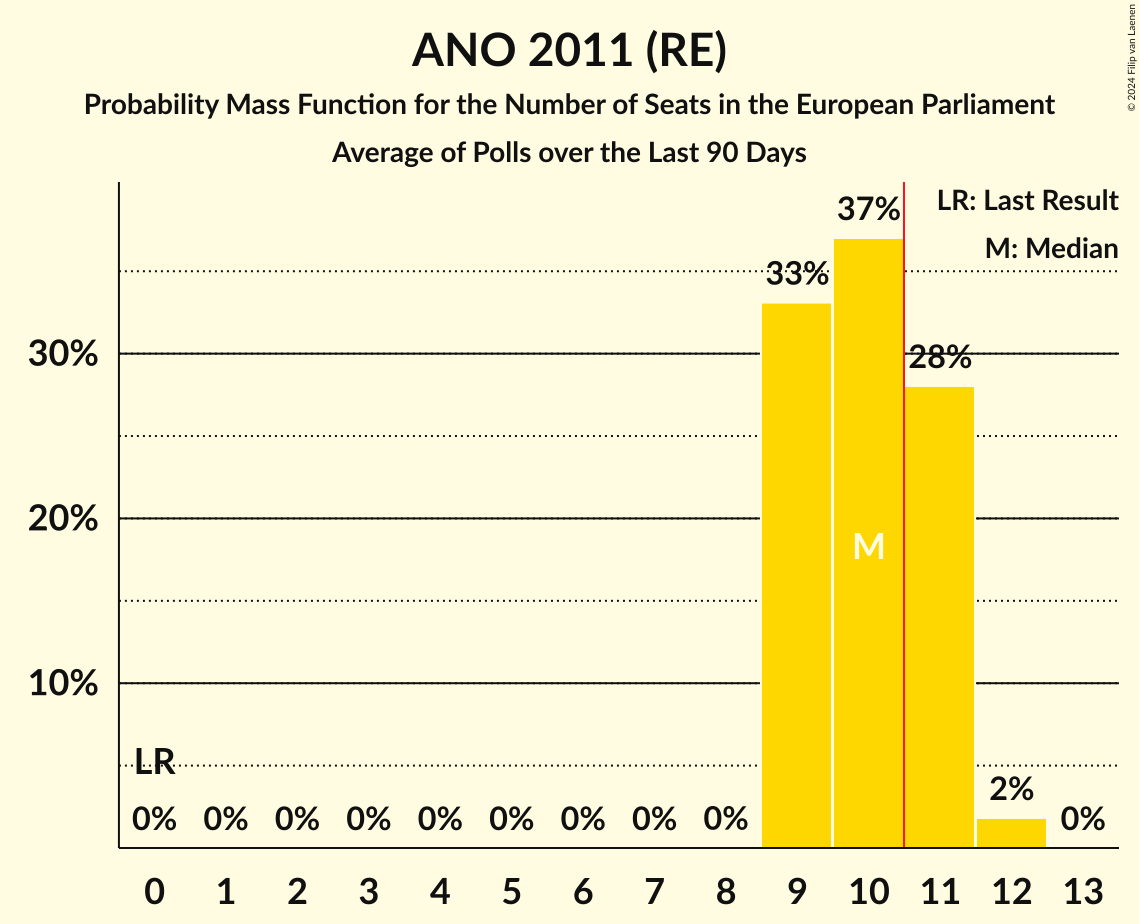 ANO 2011 (RE)
Probability Mass Function for the Number of Seats in the European Parliament
Average of Polls over the Last 90 Days
© 2024 Filip van Laenen
LR: Last Result
M: Median
37%
33%
28%
30%
20%
10%
M
LR
0% 0% 0% 0% 0% 0% 0% 0% 0% 2% 0%
0 1 2 3 4 5 6 7 8 9 10 11 12 13